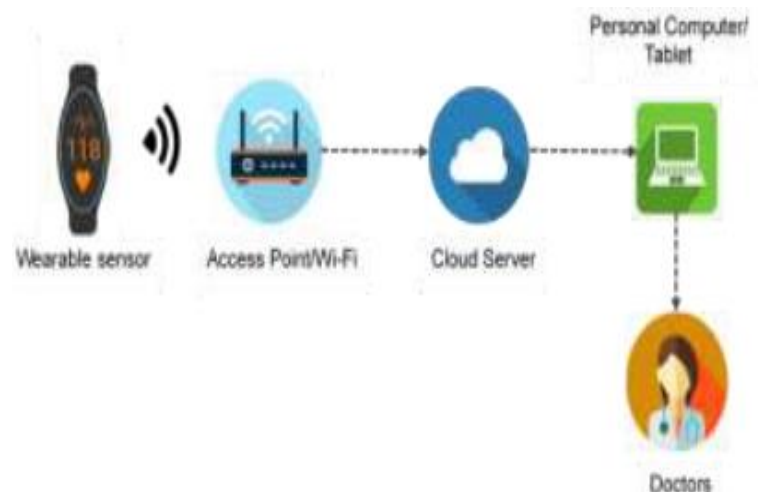 Personal Computer/
Tablet
118
Wearable sensor
Access Point/Wi-Fi
Cloud Server
Doctors